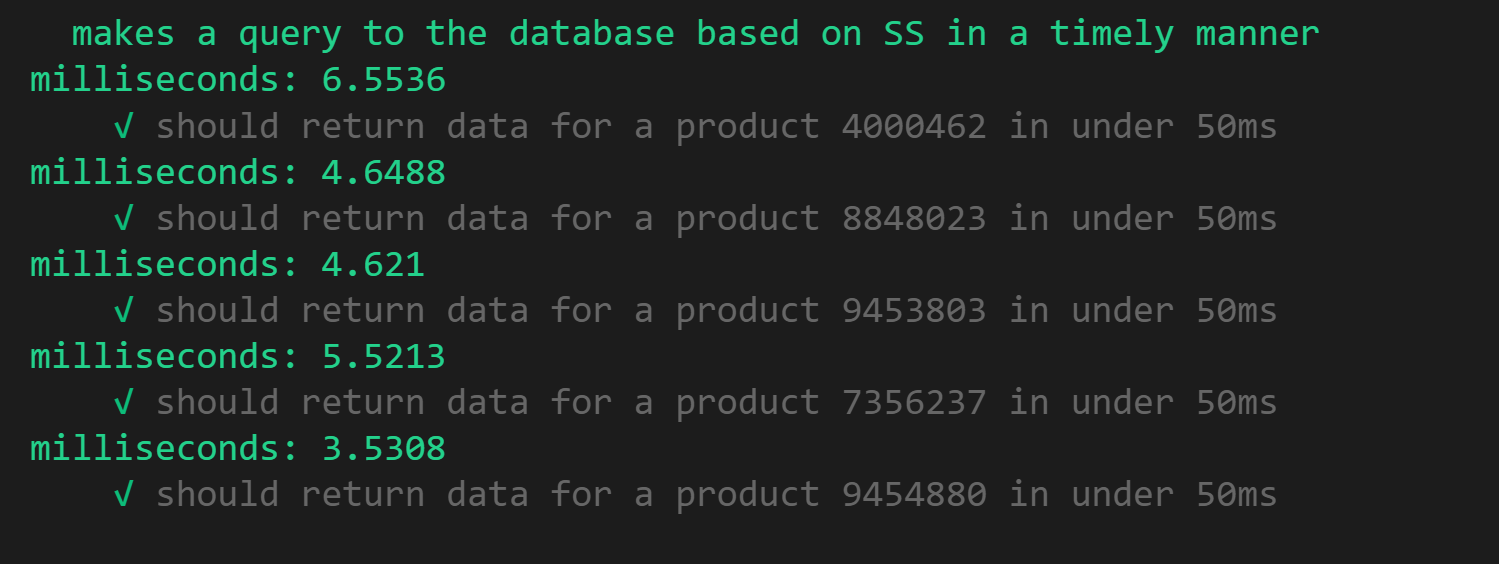 makes a query to the database based on SS in a timely manner
milliseconds: 6.5536
√ should return data for a product 4000462 in under 50ms
milliseconds: 4.6488
√ should return data for a product 8848023 in under 50ms
milliseconds: 4.621
√ should return data for a product 9453803 in under 50ms
milliseconds: 5.5213
√ should return data for a product 7356237 in under 50ms
milliseconds: 3.5308
√ should return data for a product 9454880 in under 50ms